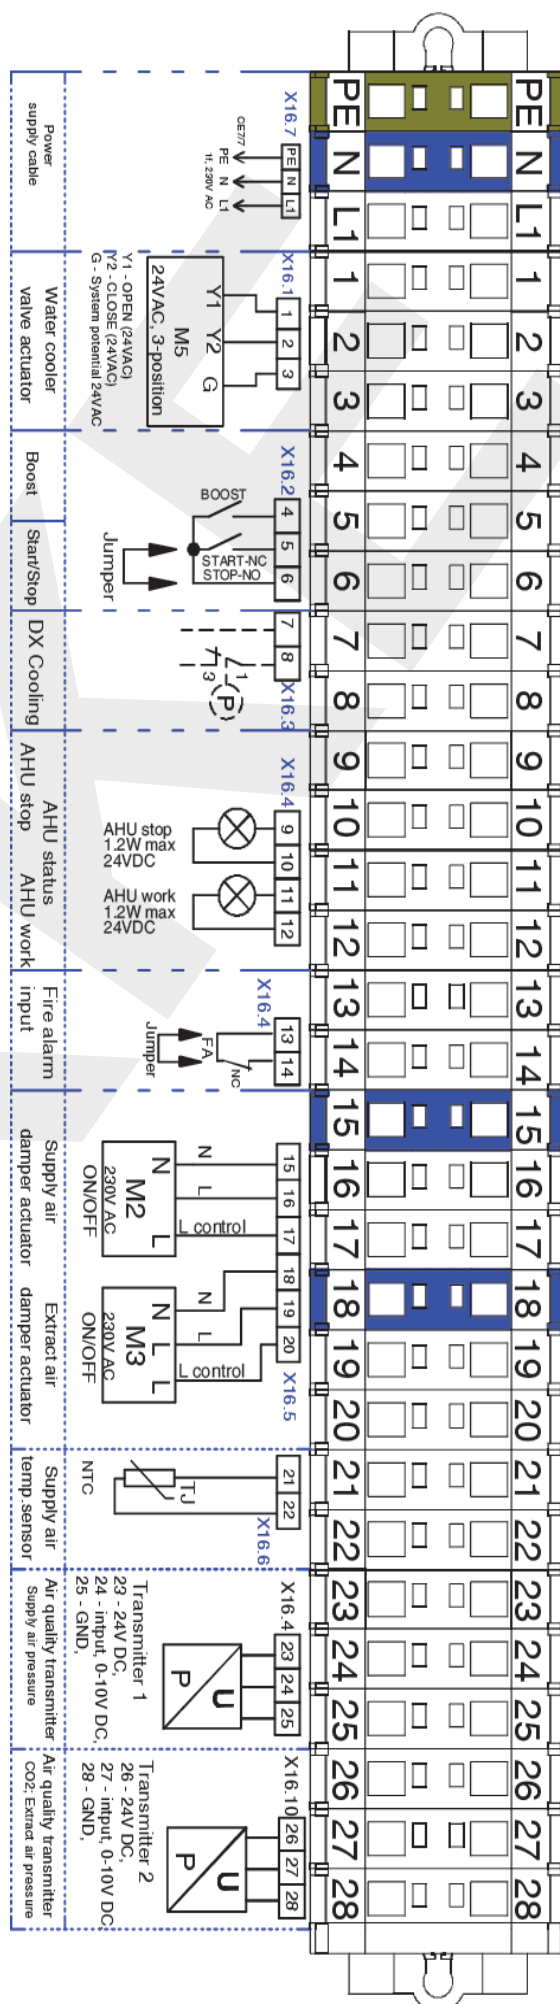 PE N L1 1 2 3 4 5 6 7 8 9 10 11 12 13 14 15 16 17 18 19 20 21 22 23 24 25 26 27 28
PE N L1 1 2 3 4 5 6 7 8 9 10 11 12 13 14 15 16 17 18 19 20 21 22 23 24 25 26 27 28
X16.7
PE N L1
CE7/7
PE N L1
1f, 290V AC
Power
supply cable
X16.1
1 2 3
Y1 Y2 G
M5
24VAC, 3-position
Y1 - OPEN (24VAC)
Y2 - CLOSE (24VAC)
G - System potential 24VAC
Water cooler
valve actuator
X16.2
4 5 6
BOOST
START-NC
STOP-NO
Jumper
Boost
Start/Stop
7 8
X16.3
1
3
P
DX Cooling
X16.4
9 10 11 12
AHU stop
1.2W max
24VDC
AHU work
1.2W max
24VDC
AHU status
AHU stop AHU work
X16.4
13 14
FA
NC
Jumper
Fire alarm
input
15 16 17 18 19 20
X16.5
N
L
L control
N L
M2
230V AC
ON/OFF
N
L
L control
N L L
M3
230V AC
ON/OFF
Supply air
damper actuator
Extract air
damper actuator
21 22
X16.6
TJ
NTC
Supply air
temp.sensor
X16.4
23 24 25
U
P
Transmitter 1
23 - 24V DC,
24 - intput, 0-10V DC,
25 - GND,
Air quality transmitter
Supply air pressure
X16.10
26 27 28
U
P
Transmitter 2
26 - 24V DC,
27 - intput, 0-10V DC
28 - GND,
Air quality transmitter
CO2; Extract air pressure